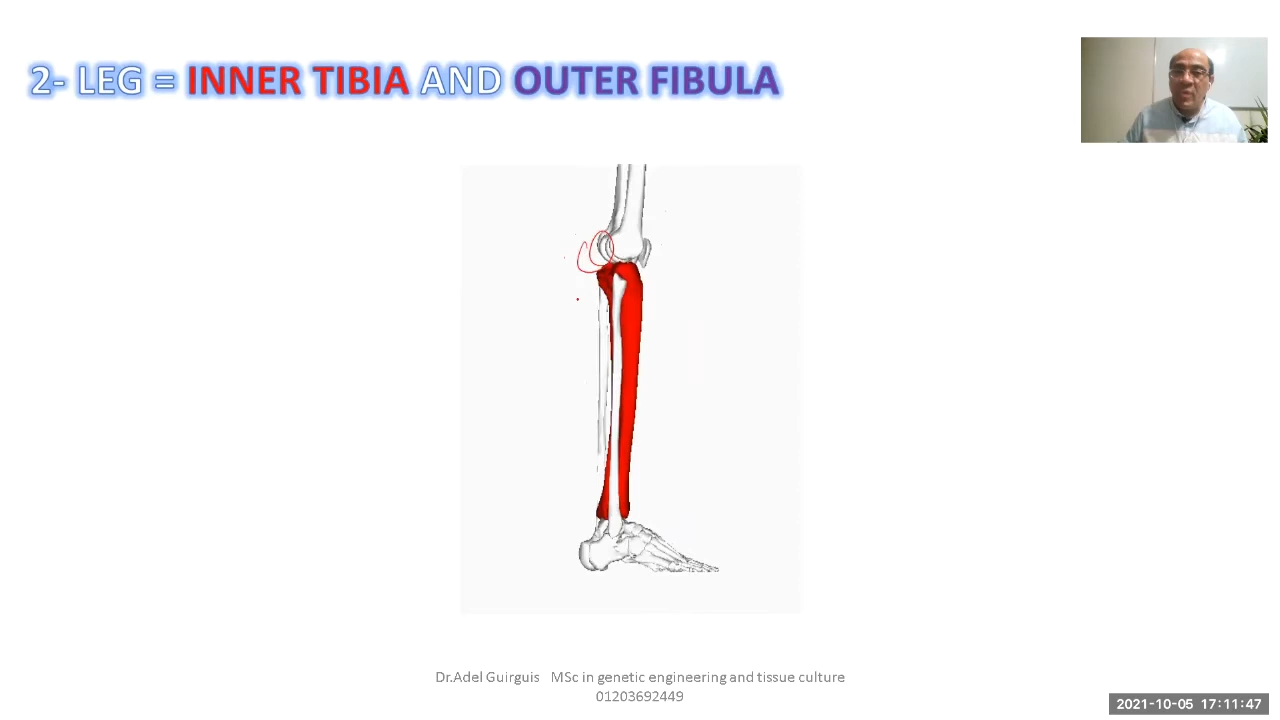 2- LEG = INNER TIBIA AND OUTER FIBULA
Dr.Adel Guirguis MSc in genetic engineering and tissue culture
01203692449
2021-10-05 17:11:47